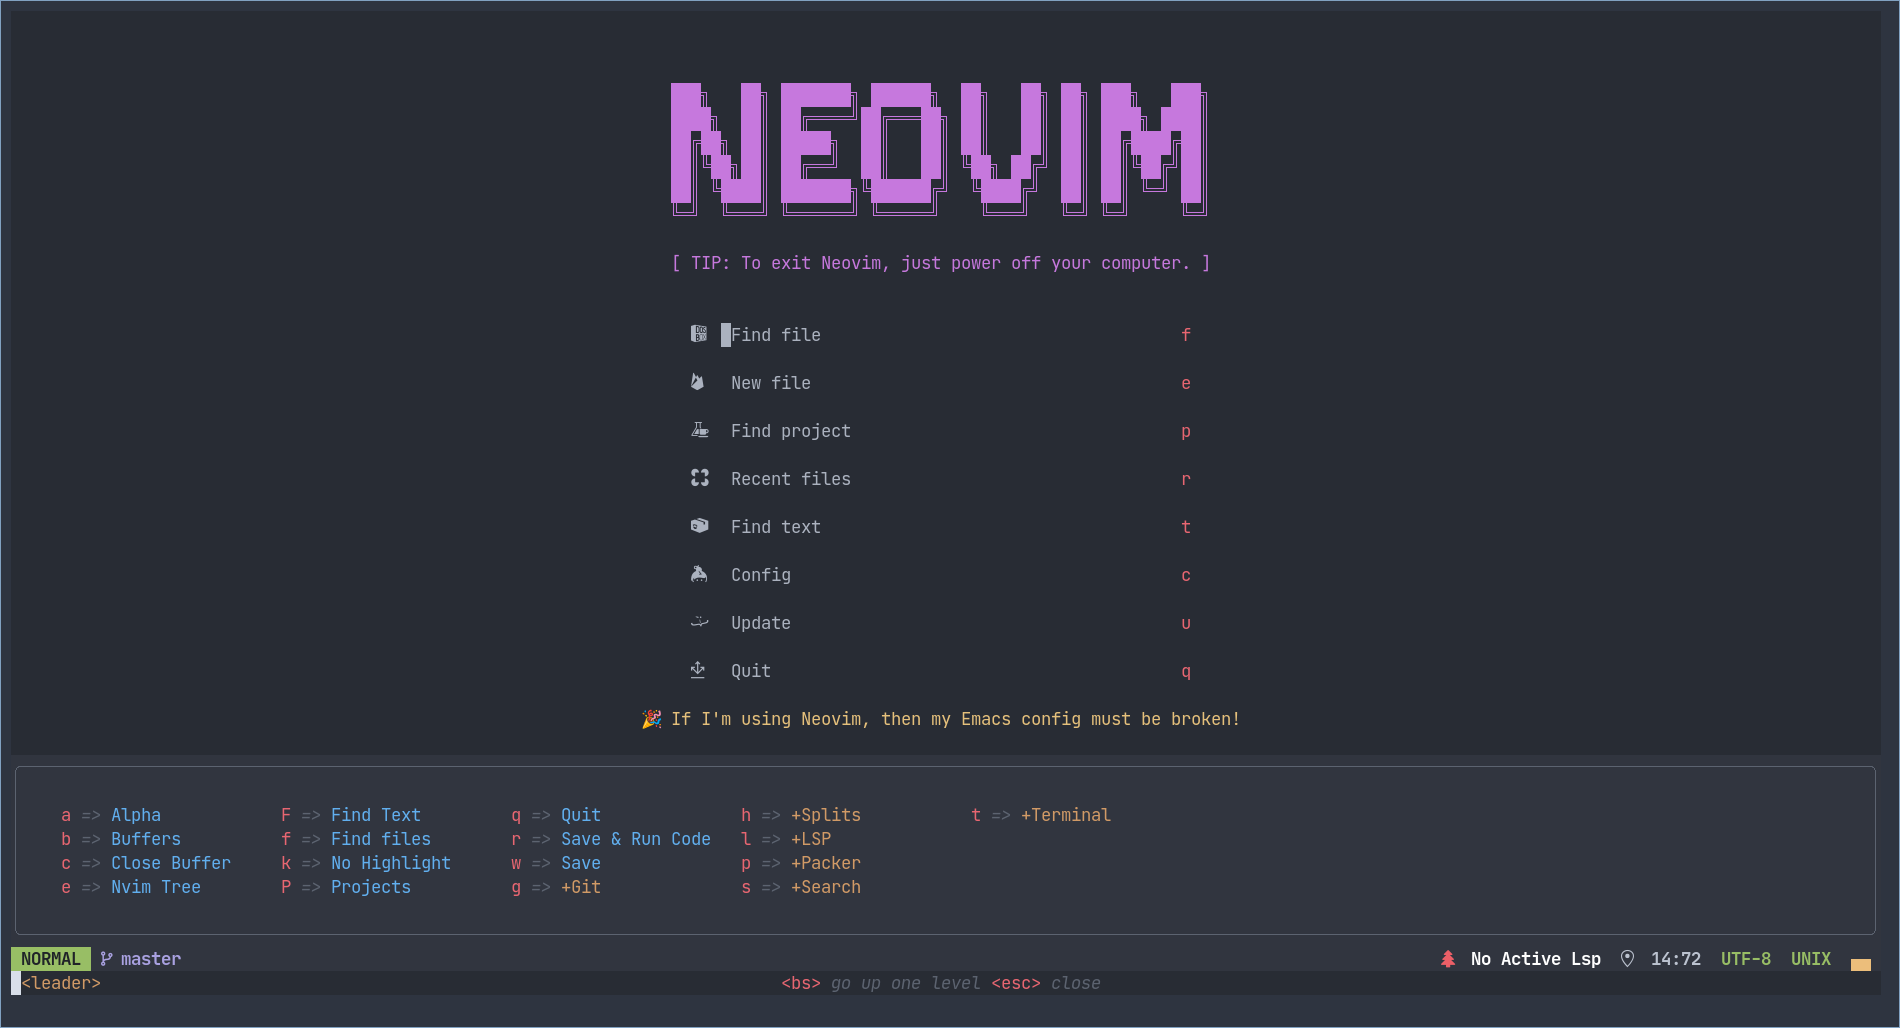 NEOVIM
[ TIP: To exit Neovim, just power off your computer. ]
Find file f
New file e
Find project p
Recent files r
Find text t
Config c
Update u
Quit q
🎉 If I'm using Neovim, then my Emacs config must be broken!
a => Alpha F => Find Text q => Quit h => +Splits t => +Terminal
b => Buffers f => Find files r => Save & Run Code l => +LSP
c => Close Buffer k => No Highlight w => Save p => +Packer
e => Nvim Tree P => Projects g => +Git s => +Search
NORMAL master No Active Lsp 14:72 UTF-8 UNIX
<leader> <bs> go up one level <esc> close